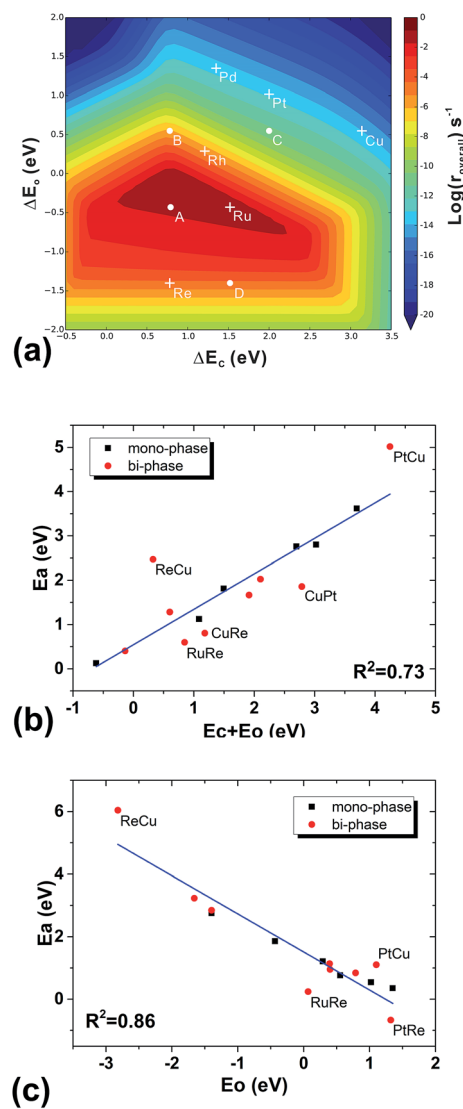 2.0
1.5
1.0
0.5
0.0
-0.5
-1.0
-1.5
-2.0
ΔEo (eV)
Pd
Pt
B
C
Cu
Rh
A
Ru
Re
D
-0.5 0.0 0.5 1.0 1.5 2.0 2.5 3.0 3.5
ΔEc (eV)
0
-2
-4
-6
-8
-10
-12
-14
-16
-18
-20
Log(roverall) s-1
(a)
5
4
3
2
1
0
Ea (eV)
mono-phase
bi-phase
PtCu
ReCu
CuPt
CuRe
RuRe
R2=0.73
-1 0 1 2 3 4 5
Ec+Eo (eV)
(b)
6
4
2
0
Ea (eV)
mono-phase
bi-phase
ReCu
PtCu
RuRe
PtRe
R2=0.86
-3 -2 -1 0 1 2
Eo (eV)
(c)